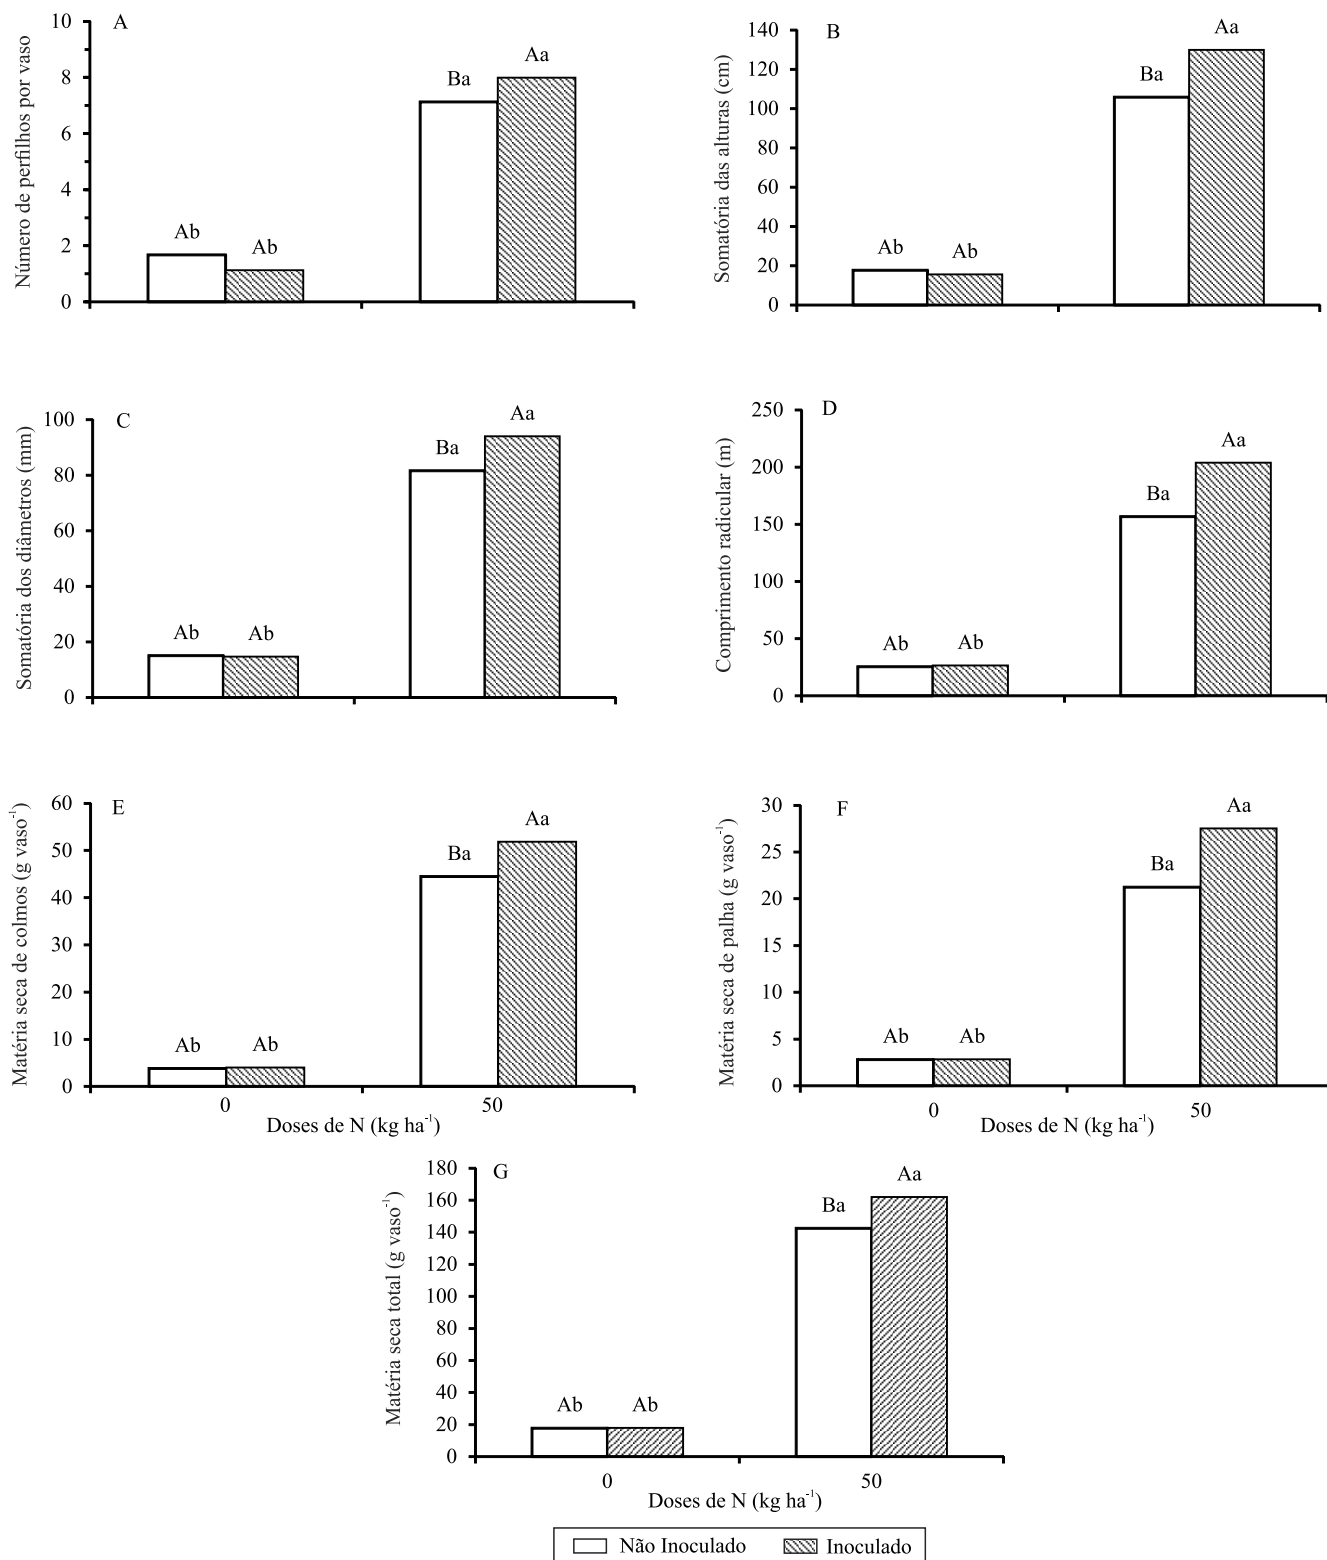 A
Número de perfilhos por vaso
10
8
6
4
2
0
Ab
Ab
Ba
Aa
B
Somatória das alturas (cm)
140
120
100
80
60
40
20
0
Ab
Ab
Ba
Aa
C
Somatória dos diâmetros (mm)
100
80
60
40
20
0
Ab
Ab
Ba
Aa
D
Comprimento radicular (m)
250
200
150
100
50
0
Ab
Ab
Ba
Aa
E
Matéria seca de colmos (g vaso⁻¹)
60
50
40
30
20
10
0
Ab
Ab
Ba
Aa
0
50
Doses de N (kg ha⁻¹)
F
Matéria seca de palha (g vaso⁻¹)
30
25
20
15
10
5
0
Ab
Ab
Ba
Aa
0
50
Doses de N (kg ha⁻¹)
G
Matéria seca total (g vaso⁻¹)
180
160
140
120
100
80
60
40
20
0
Ab
Ab
Ba
Aa
0
50
Doses de N (kg ha⁻¹)
Não Inoculado
Inoculado